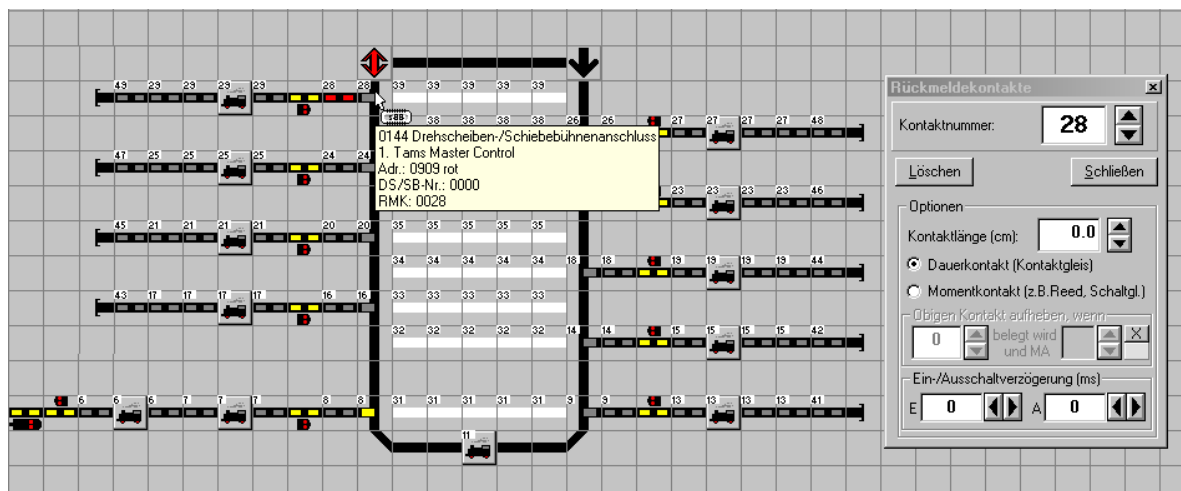 49 29 29 29 29 28 28 39 39 39 39 39
38 38 38 38 26 26 27 27 27 27 48
0144 Drehscheiben-/Schiebebühnenanschluss
1. Tams Master Control
Adr.: 0909 rot
DS/SB-Nr.: 0000
RMK: 0028
47 25 25 25 25 24 24
23 23 23 46
45 21 21 21 21 20 20 35 35 35 35 35
34 34 34 34 34 18 18 19 19 19 19 44
43 17 17 17 17 16 16 33 33 33 33 33
32 32 32 32 32 14 14 15 15 15 15 42
6 6 6 7 7 7 8 8 31 31 31 31 31 9 9 13 13 13 13 41
11
Rückmeldekontakte
Kontaktnummer: 28
Löschen Schließen
Optionen
Kontaktlänge (cm): 0.0
Dauerkontakt (Kontaktgleis)
Momentkontakt (z.B.Reed, Schaltgl.)
Obigen Kontakt aufheben, wenn
0 belegt wird und MA X
Ein-/Ausschaltverzögerung (ms)
E 0 A 0